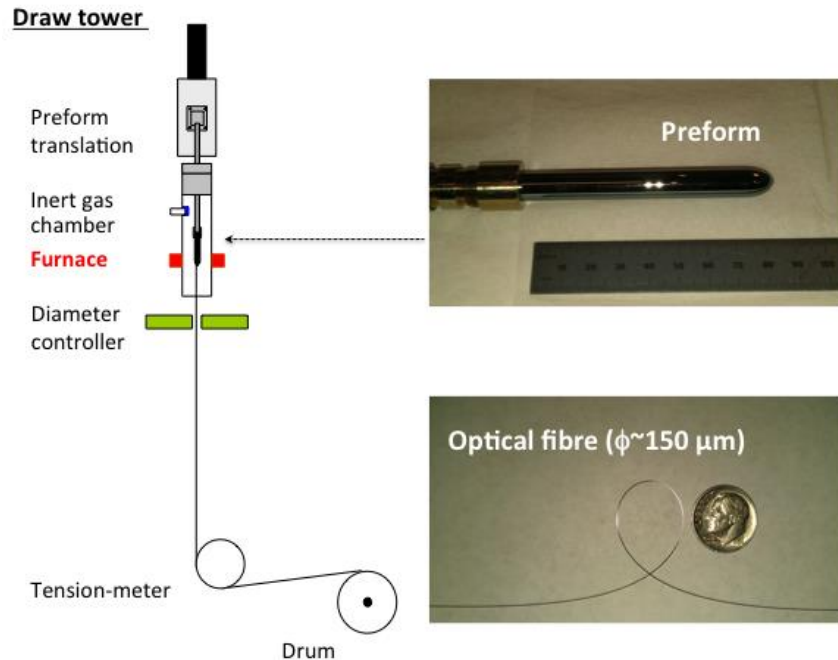 Draw tower
Preform
translation
Inert gas
chamber
Furnace
Diameter
controller
Tension-meter
Drum
Preform
Optical fibre (ϕ~150 μm)